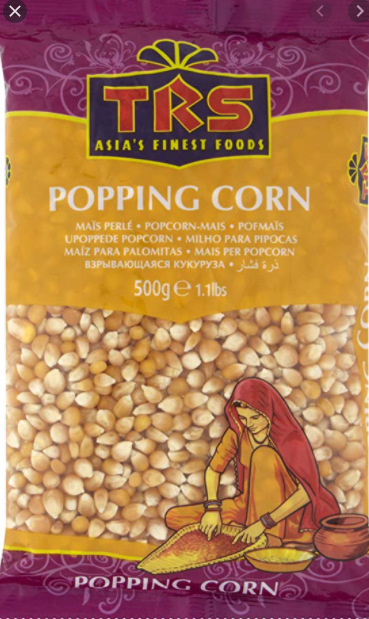 TRS
ASIA'S FINEST FOODS
POPPING CORN
MAÏS PERLÉ • POPCORN-MAIS • POFMAÏS
UPOPPEDE POPCORN • MILHO PARA PIPOCAS
MAÍZ PARA PALOMITAS • MAIS PER POPCORN
ВЗРЫВАЮЩАЯСЯ КУКУРУЗА • ذرة فشار
500g ℮ 1.1lbs
POPPING CORN